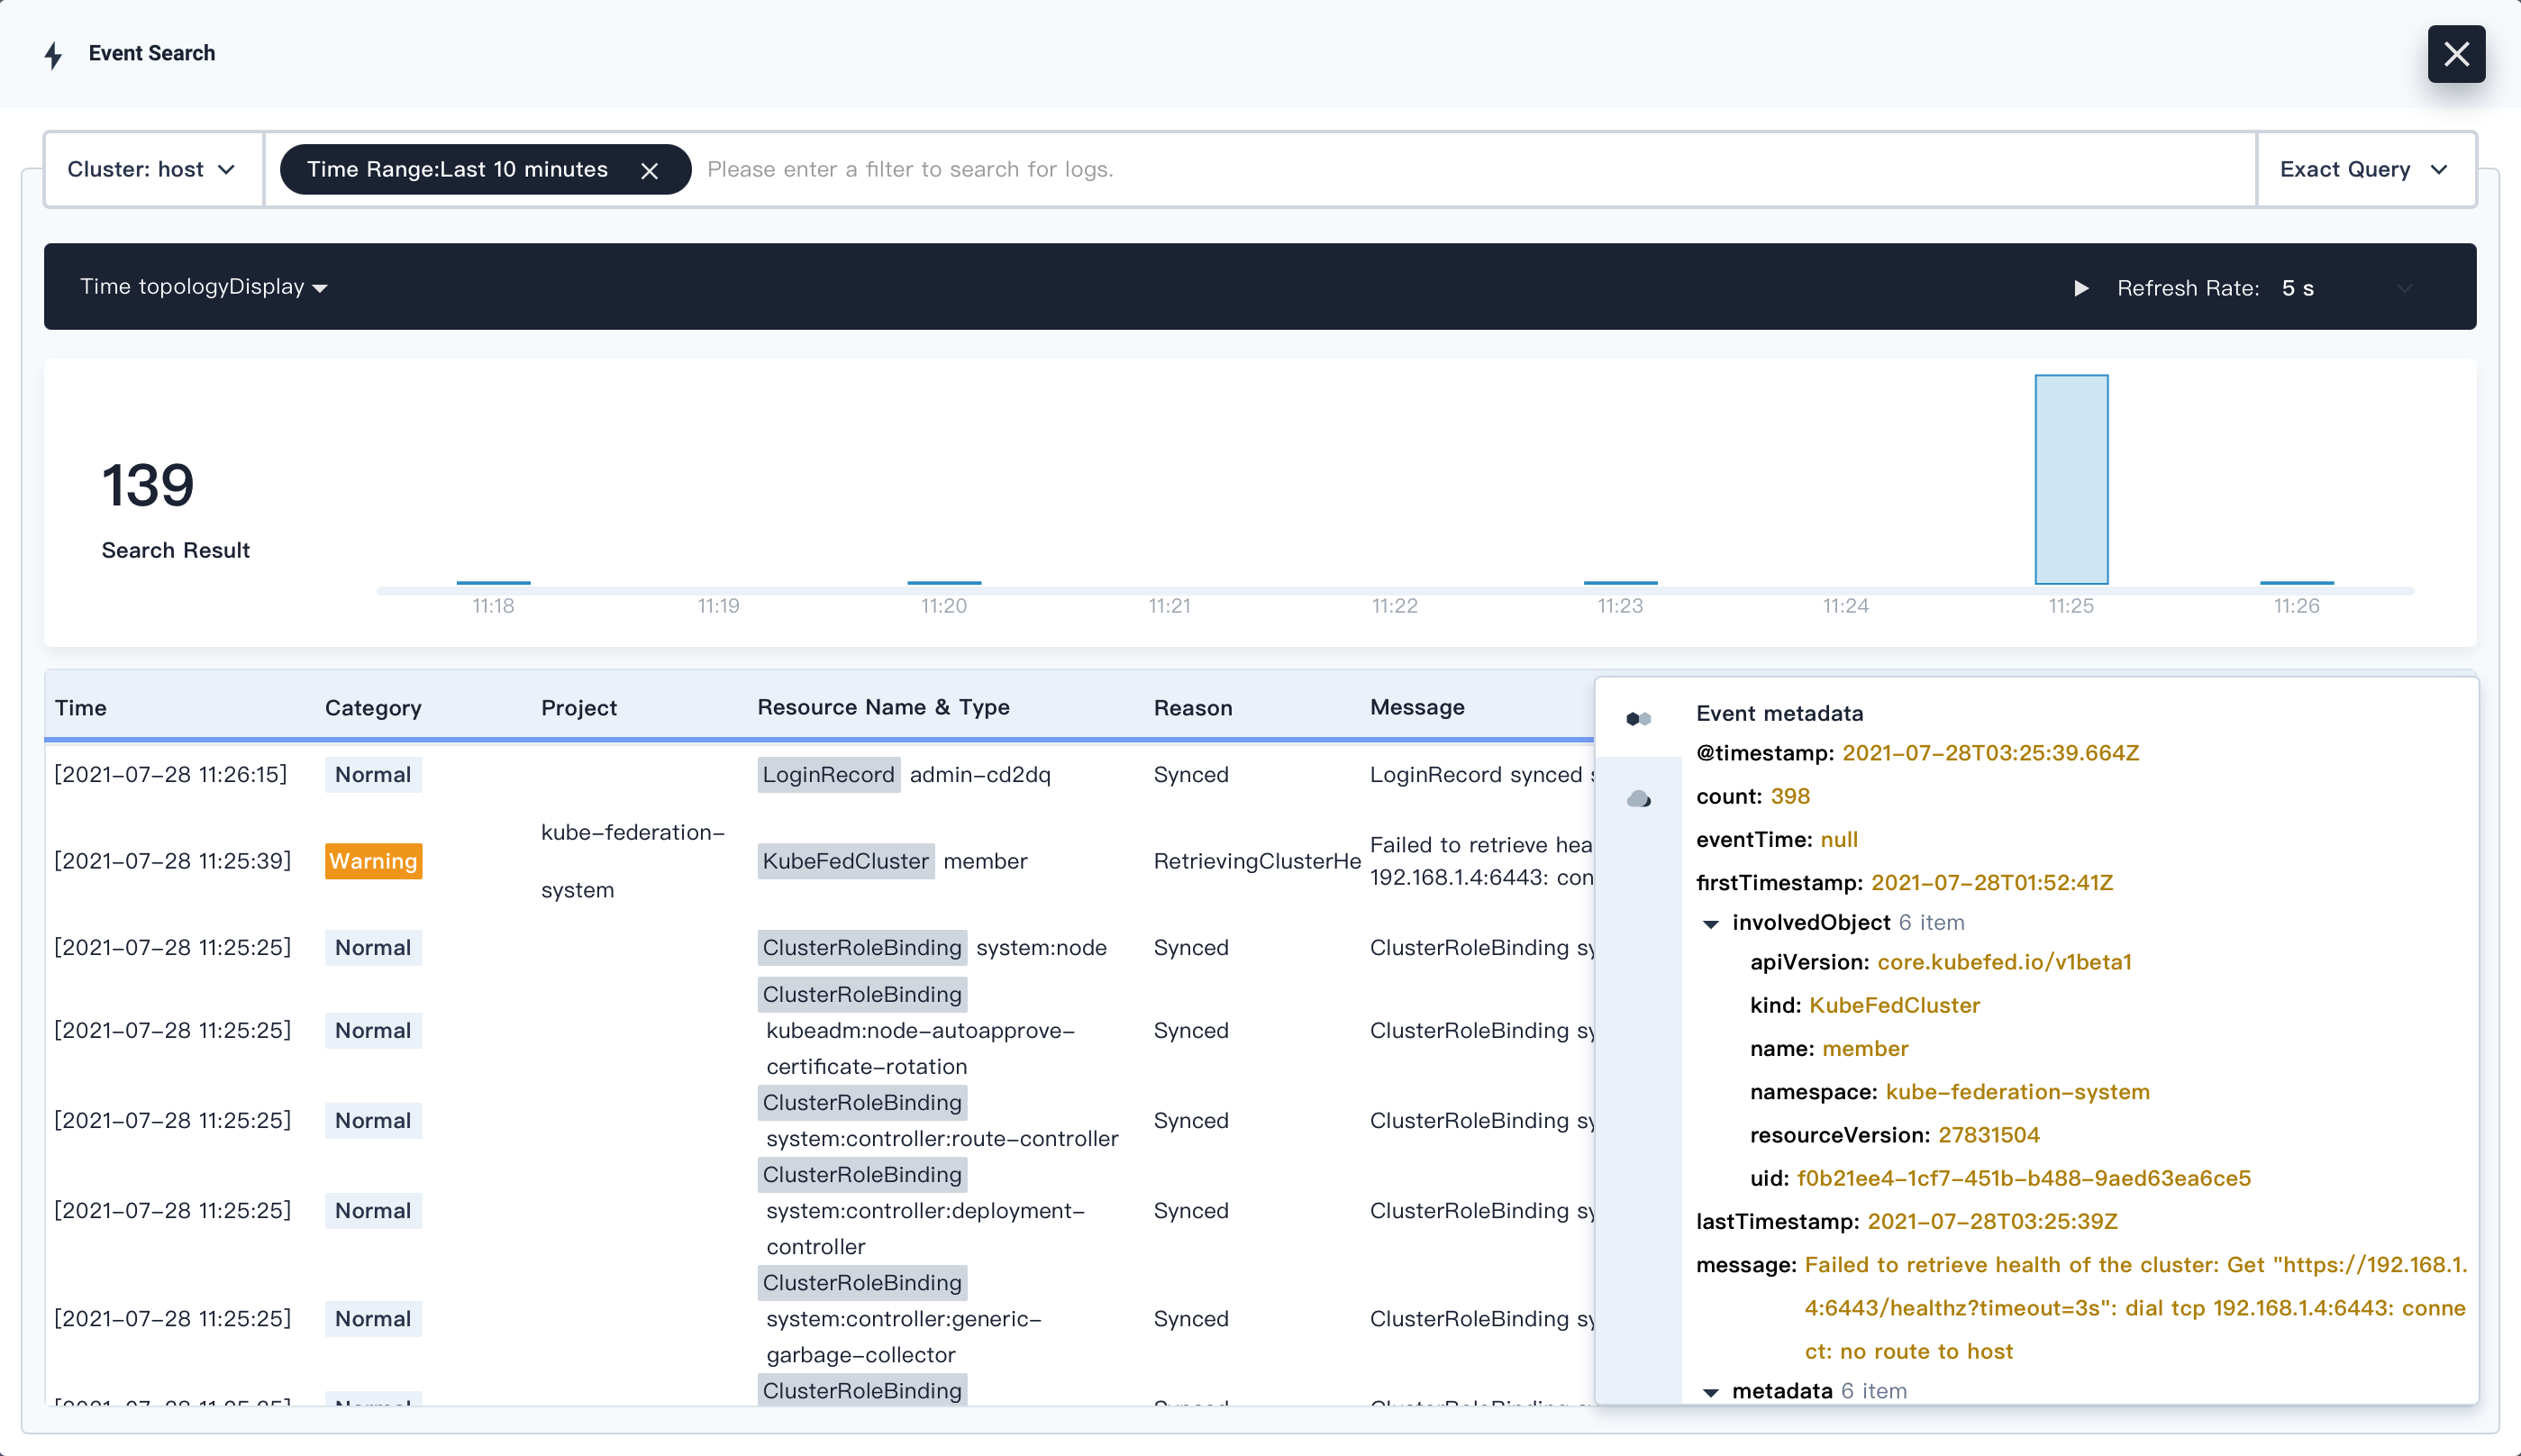 Event Search
Cluster: host
Time Range:Last 10 minutes
Please enter a filter to search for logs.
Exact Query
Time topologyDisplay
Refresh Rate: 5 s
139
Search Result
11:18 11:19 11:20 11:21 11:22 11:23 11:24 11:25 11:26
Time Category Project Resource Name & Type Reason Message
[2021-07-28 11:26:15] Normal LoginRecord admin-cd2dq Synced LoginRecord synced
[2021-07-28 11:25:39] Warning kube-federation-
system KubeFedCluster member RetrievingClusterHe Failed to retrieve hea
192.168.1.4:6443: con
[2021-07-28 11:25:25] Normal ClusterRoleBinding system:node Synced ClusterRoleBinding sy
[2021-07-28 11:25:25] Normal ClusterRoleBinding
kubeadm:node-autoapprove-
certificate-rotation Synced ClusterRoleBinding sy
[2021-07-28 11:25:25] Normal ClusterRoleBinding
system:controller:route-controller Synced ClusterRoleBinding sy
[2021-07-28 11:25:25] Normal ClusterRoleBinding
system:controller:deployment-
controller Synced ClusterRoleBinding sy
[2021-07-28 11:25:25] Normal ClusterRoleBinding
system:controller:generic-
garbage-collector Synced ClusterRoleBinding sy
[2021-07-28 11:25:25] Normal ClusterRoleBinding Synced ClusterRoleBinding
Event metadata
@timestamp: 2021-07-28T03:25:39.664Z
count: 398
eventTime: null
firstTimestamp: 2021-07-28T01:52:41Z
involvedObject 6 item
apiVersion: core.kubefed.io/v1beta1
kind: KubeFedCluster
name: member
namespace: kube-federation-system
resourceVersion: 27831504
uid: f0b21ee4-1cf7-451b-b488-9aed63ea6ce5
lastTimestamp: 2021-07-28T03:25:39Z
message: Failed to retrieve health of the cluster: Get "https://192.168.1.
4:6443/healthz?timeout=3s": dial tcp 192.168.1.4:6443: conne
ct: no route to host
metadata 6 item